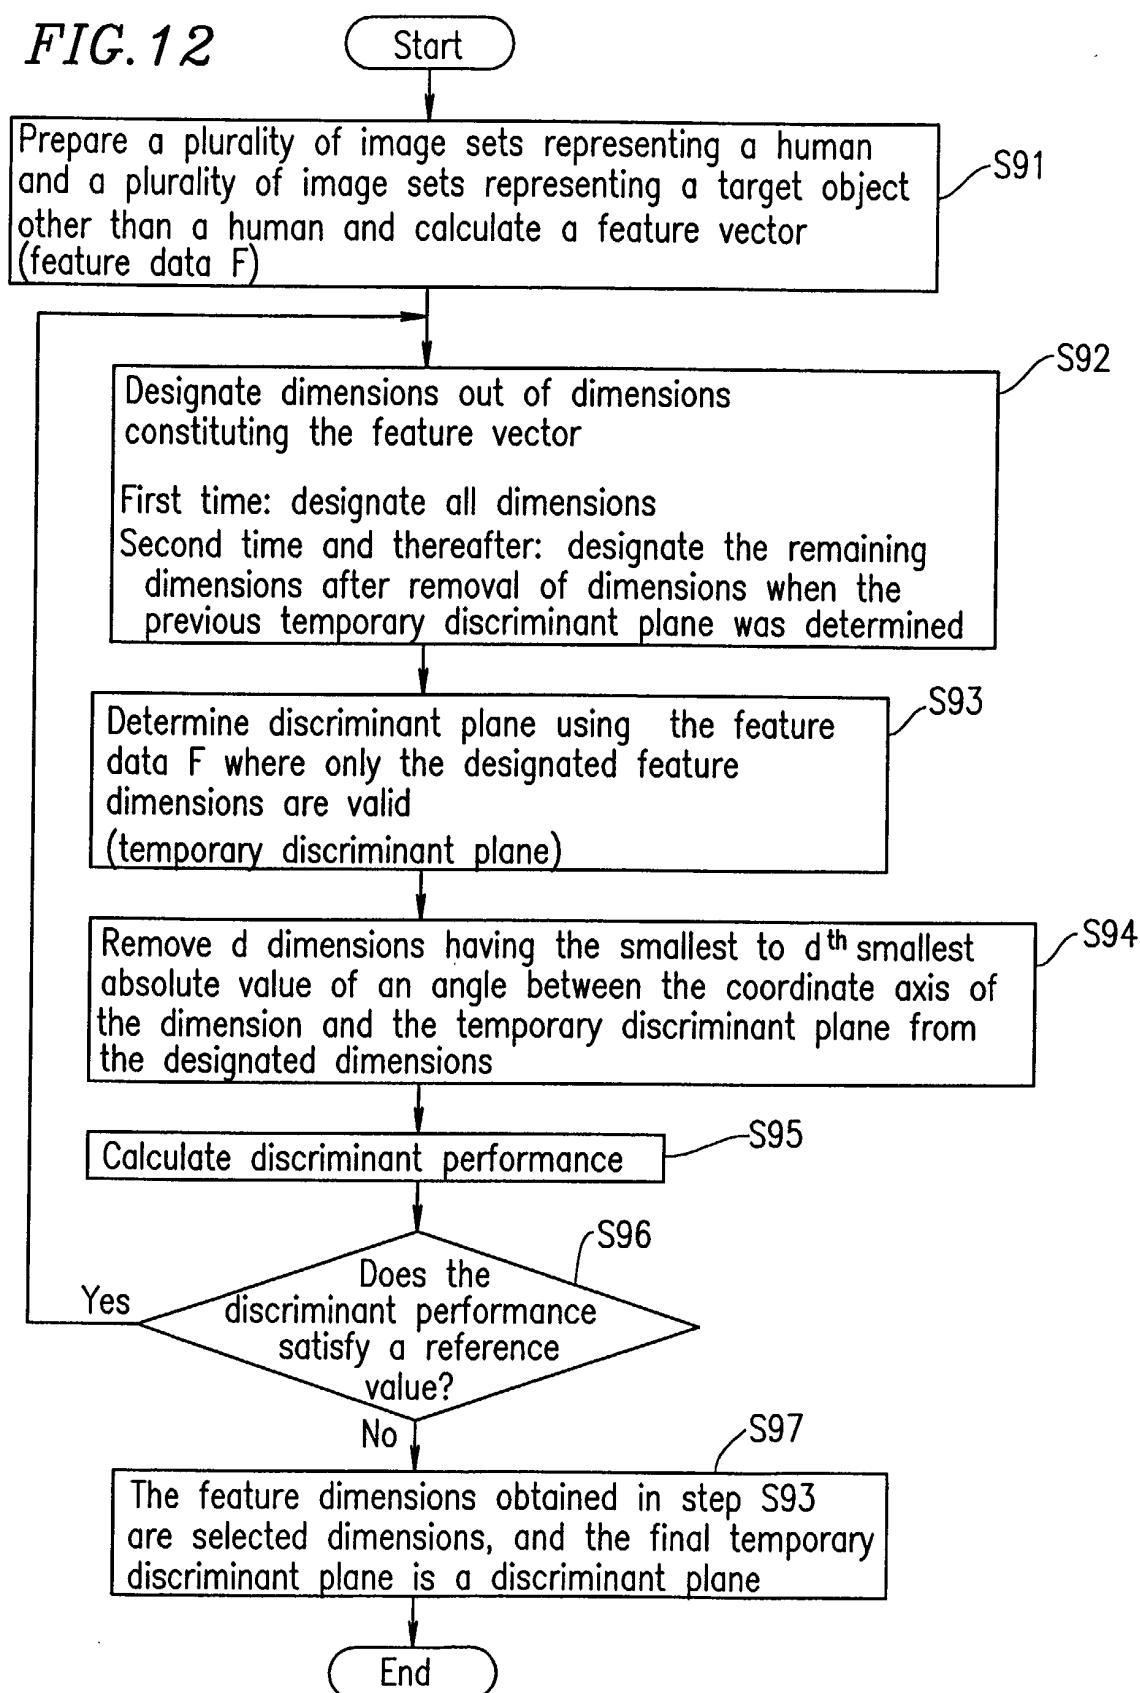 FIG. 12
Start
Prepare a plurality of image sets representing a human
and a plurality of image sets representing a target object
other than a human and calculate a feature vector
(feature data F)
S91
S92
Designate dimensions out of dimensions
constituting the feature vector
First time: designate all dimensions
Second time and thereafter: designate the remaining
dimensions after removal of dimensions when the
previous temporary discriminant plane was determined
S93
Determine discriminant plane using the feature
data F where only the designated feature
dimensions are valid
(temporary discriminant plane)
S94
Remove d dimensions having the smallest to dth smallest
absolute value of an angle between the coordinate axis of
the dimension and the temporary discriminant plane from
the designated dimensions
S95
Calculate discriminant performance
S96
Does the
discriminant performance
satisfy a reference
value?
Yes
No
S97
The feature dimensions obtained in step S93
are selected dimensions, and the final temporary
discriminant plane is a discriminant plane
End